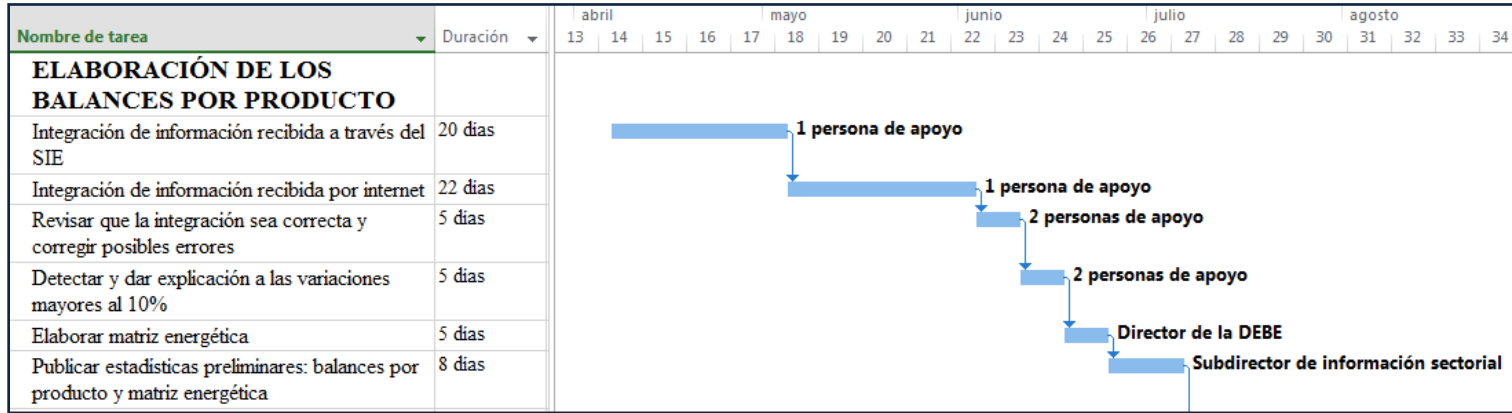 abril mayo junio julio agosto
Nombre de tarea Duración 13 14 15 16 17 18 19 20 21 22 23 24 25 26 27 28 29 30 31 32 33 34
ELABORACIÓN DE LOS
BALANCES POR PRODUCTO
Integración de información recibida a través del 20 días 1 persona de apoyo
SIE
Integración de información recibida por internet 22 días 1 persona de apoyo
Revisar que la integración sea correcta y 5 días 2 personas de apoyo
corregir posibles errores
Detectar y dar explicación a las variaciones 5 días 2 personas de apoyo
mayores al 10%
Elaborar matriz energética 5 días Director de la DEBE
Publicar estadísticas preliminares: balances por 8 días Subdirector de información sectorial
producto y matriz energética